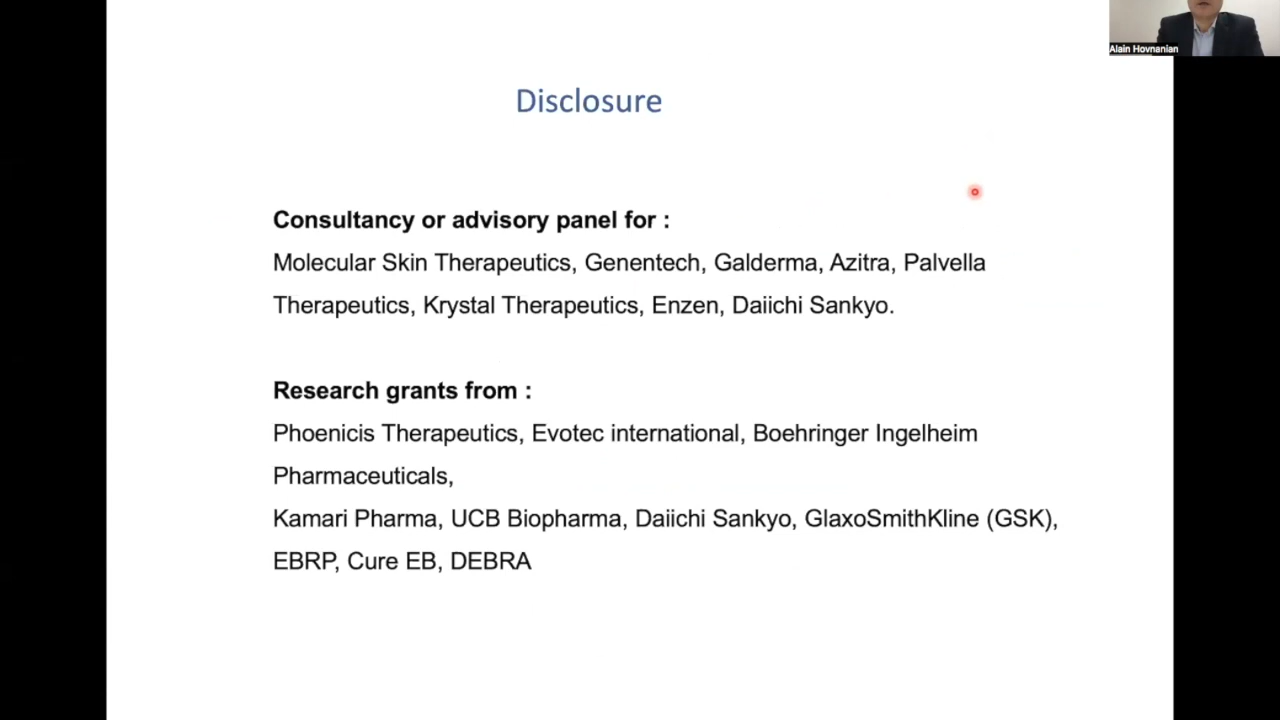 Alain Hovnanian
Disclosure
Consultancy or advisory panel for :
Molecular Skin Therapeutics, Genentech, Galderma, Azitra, Palvella
Therapeutics, Krystal Therapeutics, Enzen, Daiichi Sankyo.
Research grants from :
Phoenicis Therapeutics, Evotec international, Boehringer Ingelheim
Pharmaceuticals,
Kamari Pharma, UCB Biopharma, Daiichi Sankyo, GlaxoSmithKline (GSK),
EBRP, Cure EB, DEBRA